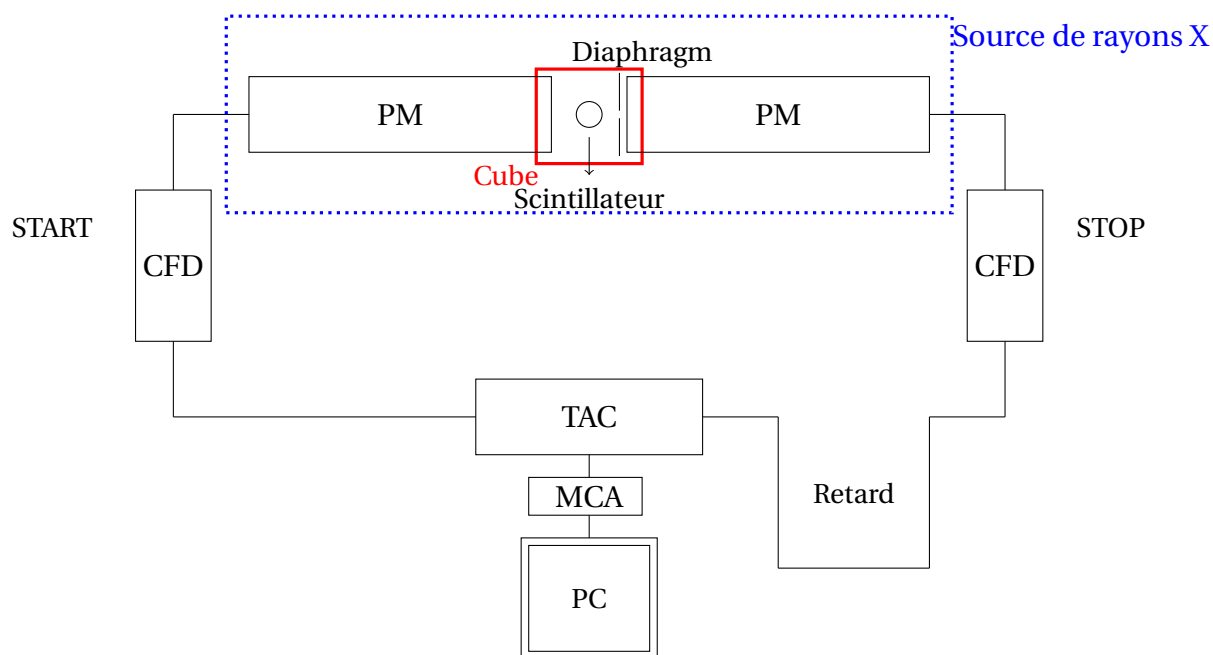 Source de rayons X
Diaphragm
PM
PM
Cube
Scintillateur
START
STOP
CFD
CFD
TAC
MCA
Retard
PC